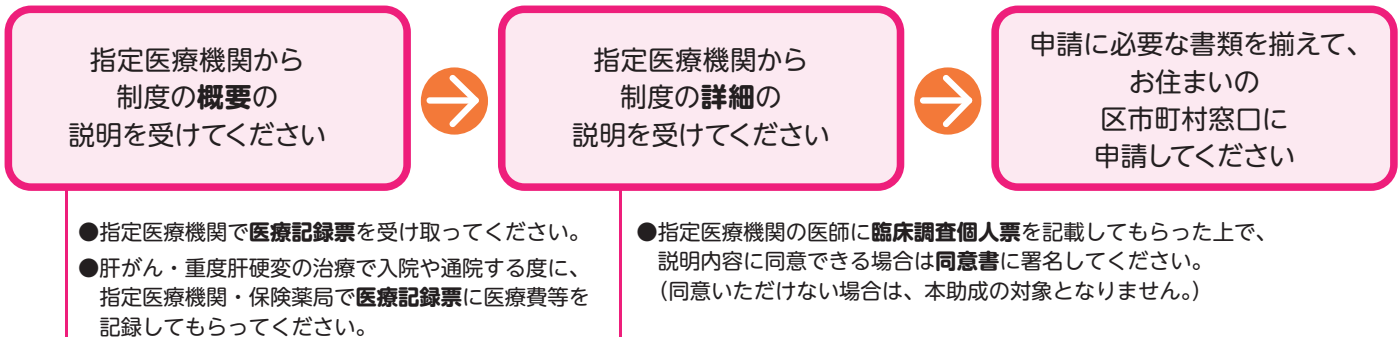 指定医療機関から
制度の概要の
説明を受けてください
指定医療機関から
制度の詳細の
説明を受けてください
申請に必要な書類を揃えて、
お住まいの
区市町村窓口に
申請してください
●指定医療機関で医療記録票を受け取ってください。
●肝がん・重度肝硬変の治療で入院や通院する度に、
指定医療機関・保険薬局で医療記録票に医療費等を
記録してもらってください。
●指定医療機関の医師に臨床調査個人票を記載してもらった上で、
説明内容に同意できる場合は同意書に署名してください。
（同意いただけない場合は、本助成の対象となりません。）